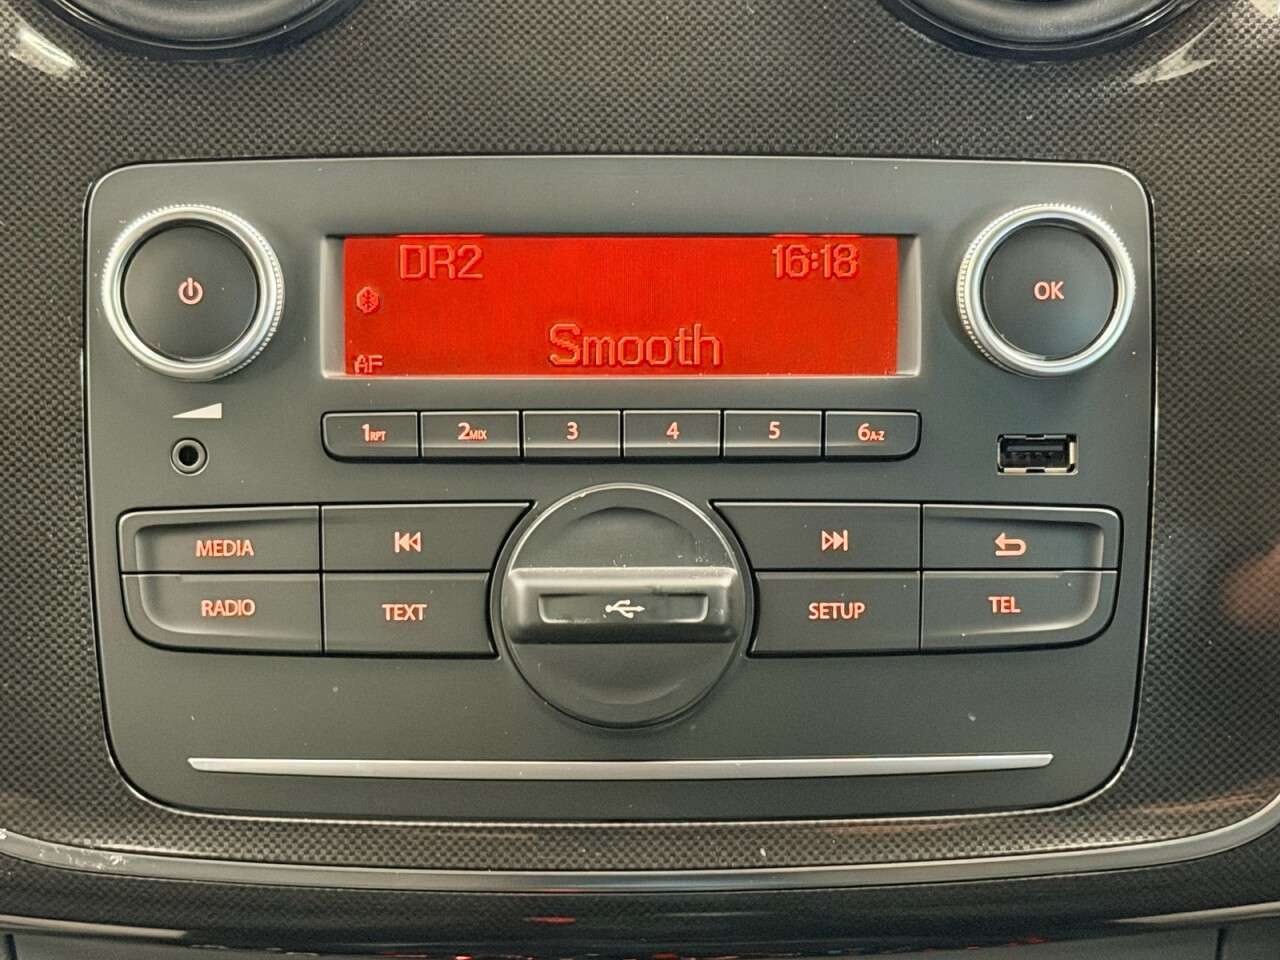 DR2 16:18
AF Smooth
OK
1RPT 2MIX 3 4 5 6A-Z
MEDIA
RADIO TEXT SETUP TEL